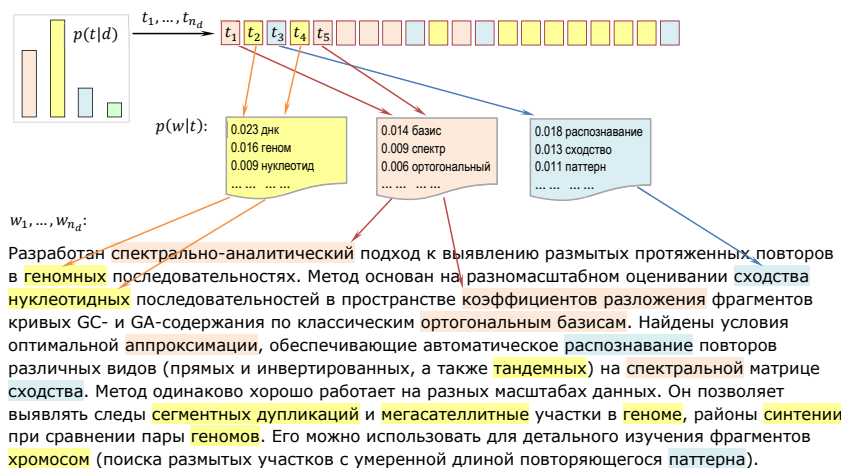 p(t|d)
t₁, … , t_{n_d}
t₁ t₂ t₃ t₄ t₅
p(w|t):
0.023 днк
0.016 геном
0.009 нуклеотид
... ... ... ...
0.014 базис
0.009 спектр
0.006 ортогональный
... ... ... ...
0.018 распознавание
0.013 сходство
0.011 паттерн
... ... ... ...
w₁, … , w_{n_d}:
Разработан спектрально-аналитический подход к выявлению размытых протяженных повторов
в геномных последовательностях. Метод основан на разномасштабном оценивании сходства
нуклеотидных последовательностей в пространстве коэффициентов разложения фрагментов
кривых GC- и GA-содержания по классическим ортогональным базисам. Найдены условия
оптимальной аппроксимации, обеспечивающие автоматическое распознавание повторов
различных видов (прямых и инвертированных, а также тандемных) на спектральной матрице
сходства. Метод одинаково хорошо работает на разных масштабах данных. Он позволяет
выявлять следы сегментных дупликаций и мегасателлитные участки в геноме, районы синтении
при сравнении пары геномов. Его можно использовать для детального изучения фрагментов
хромосом (поиска размытых участков с умеренной длиной повторяющегося паттерна).